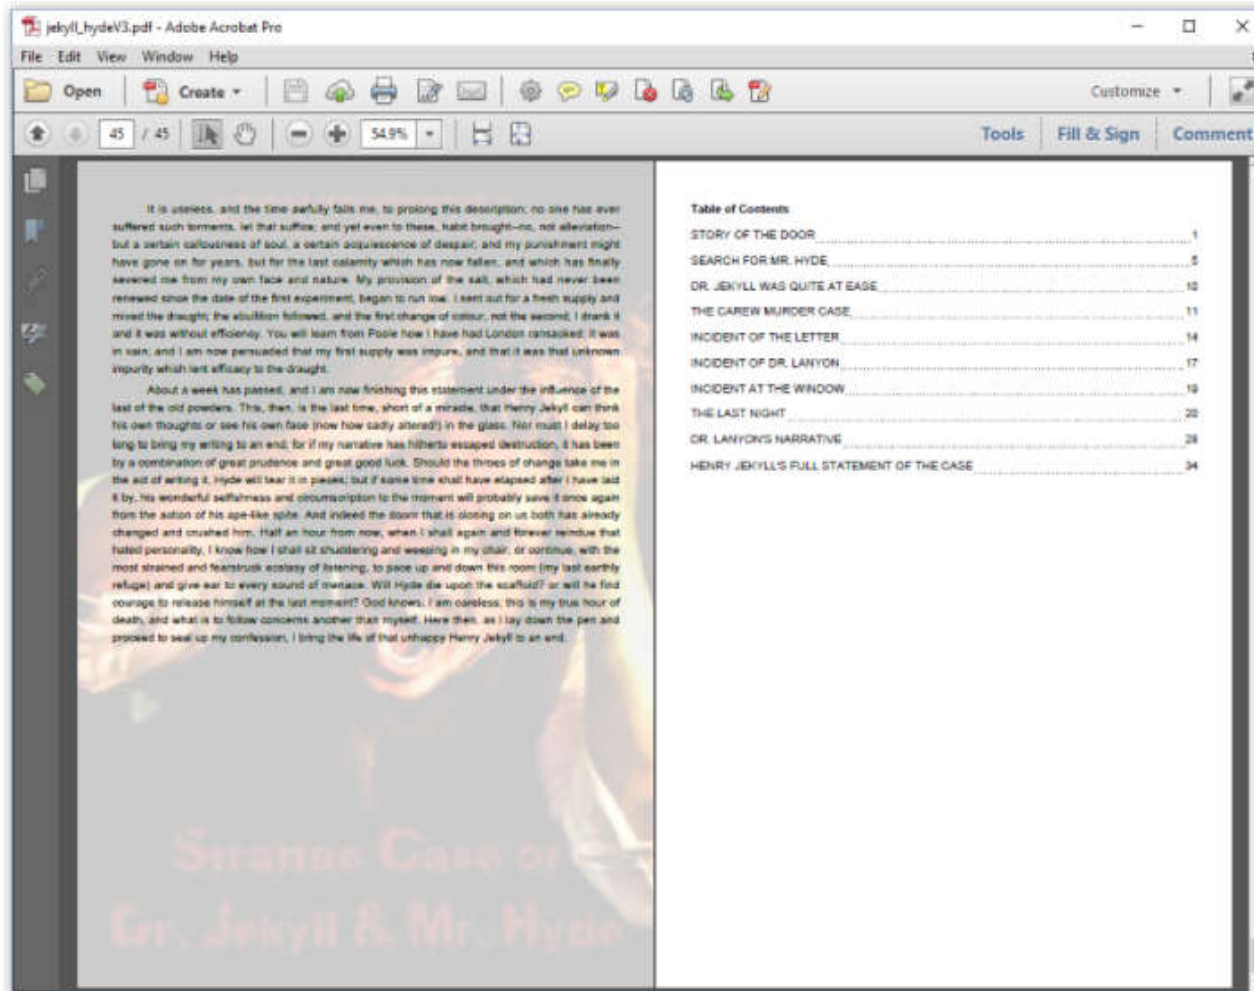 jekyll_hydeV3.pdf - Adobe Acrobat Pro
File Edit View Window Help
Open Create Customize
45 / 45 54.9% Tools Fill & Sign Comment
It is useless, and the time awfully fails me, to prolong this description; no one has ever
suffered such torments, let that suffice; and yet even to these, habit brought--no, not alleviation--
but a certain callousness of soul, a certain acquiescence of despair; and my punishment might
have gone on for years, but for the last calamity which has now fallen, and which has finally
severed me from my own face and nature. My provision of the salt, which had never been
renewed since the date of the first experiment, began to run low. I sent out for a fresh supply and
mixed the draught; the ebullition followed, and the first change of colour, not the second; I drank it
and it was without efficiency. You will learn from Poole how I have had London ransacked; it was
in vain; and I am now persuaded that my first supply was impure, and that it was that unknown
impurity which lent efficacy to the draught.
About a week has passed, and I am now finishing this statement under the influence of the
last of the old powders. This, then, is the last time, short of a miracle, that Henry Jekyll can think
his own thoughts or see his own face (now how sadly altered!) in the glass. Nor must I delay too
long to bring my writing to an end; for if my narrative has hitherto escaped destruction, it has been
by a combination of great prudence and great good luck. Should the throes of change take me in
the act of writing it, Hyde will tear it in pieces; but if some time shall have elapsed after I have laid
it by, his wonderful selfishness and circumscription to the moment will probably save it once again
from the action of his ape-like spite. And indeed the doom that is closing on us both has already
changed and crushed him. Half an hour from now, when I shall again and forever reindue that
hated personality, I know how I shall sit shuddering and weeping in my chair, or continue, with the
most strained and fearstruck ecstasy of listening, to pace up and down this room (my last earthly
refuge) and give ear to every sound of menace. Will Hyde die upon the scaffold? or will he find
courage to release himself at the last moment? God knows; I am careless; this is my true hour of
death, and what is to follow concerns another than myself. Here then, as I lay down the pen and
proceed to seal up my confession, I bring the life of that unhappy Henry Jekyll to an end.
Strange Case of
Dr. Jekyll & Mr. Hyde
Table of Contents
STORY OF THE DOOR 1
SEARCH FOR MR. HYDE 5
DR. JEKYLL WAS QUITE AT EASE 10
THE CAREW MURDER CASE 11
INCIDENT OF THE LETTER 14
INCIDENT OF DR. LANYON 17
INCIDENT AT THE WINDOW 19
THE LAST NIGHT 20
DR. LANYON'S NARRATIVE 28
HENRY JEKYLL'S FULL STATEMENT OF THE CASE 34